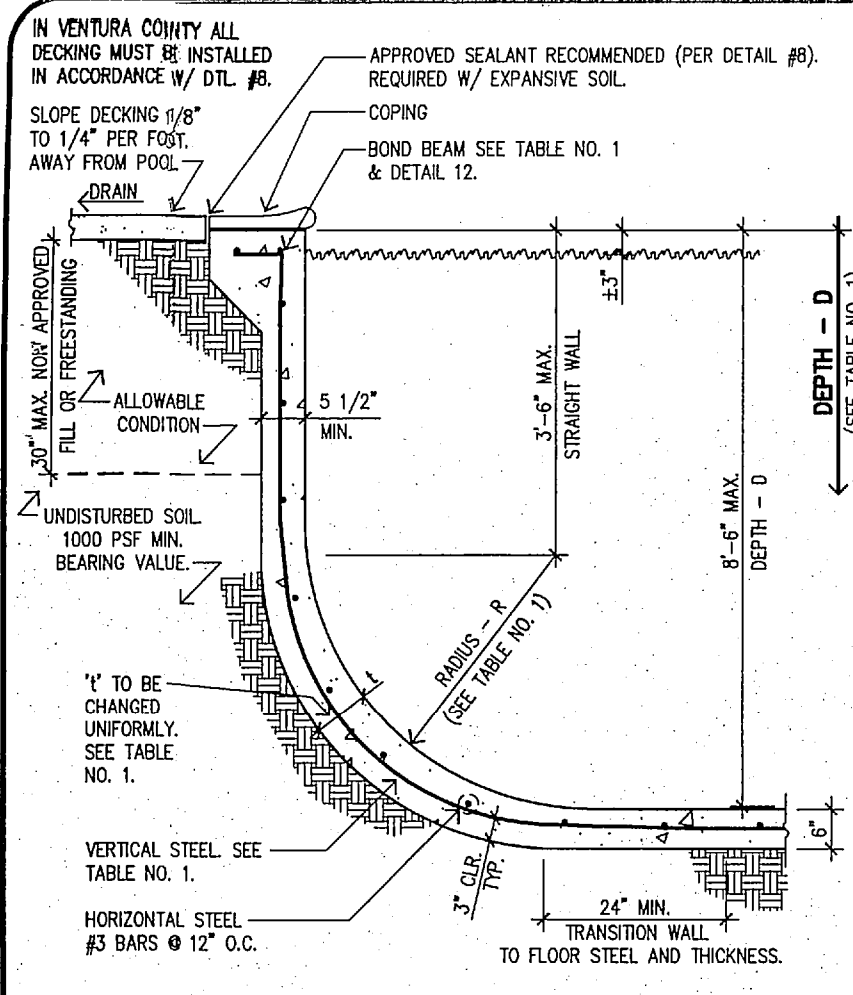 IN VENTURA COUNTY ALL
DECKING MUST BE INSTALLED
IN ACCORDANCE W/ DTL. #8.
APPROVED SEALANT RECOMMENDED (PER DETAIL #8).
REQUIRED W/ EXPANSIVE SOIL.
SLOPE DECKING 1/8"
TO 1/4" PER FOOT,
AWAY FROM POOL
COPING
BOND BEAM SEE TABLE NO. 1
& DETAIL 12.
DRAIN
±3"
30" MAX. NON APPROVED
FILL OR FREESTANDING
ALLOWABLE
CONDITION
5 1/2"
MIN.
3'-6" MAX.
STRAIGHT WALL
DEPTH - D
(SEE TABLE NO. 1)
8'-6" MAX.
DEPTH - D
UNDISTURBED SOIL
1000 PSF MIN.
BEARING VALUE.
RADIUS - R
(SEE TABLE NO. 1)
't' TO BE
CHANGED
UNIFORMLY.
SEE TABLE
NO. 1.
t
6"
VERTICAL STEEL SEE
TABLE NO. 1.
3" CLR.
TYP.
HORIZONTAL STEEL
#3 BARS @ 12" O.C.
24" MIN.
TRANSITION WALL
TO FLOOR STEEL AND THICKNESS.